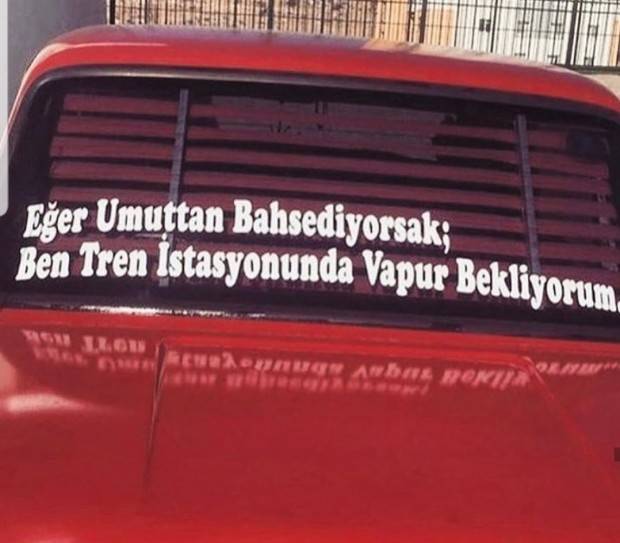 Eğer Umuttan Bahsediyorsak;
Ben Tren İstasyonunda Vapur Bekliyorum.